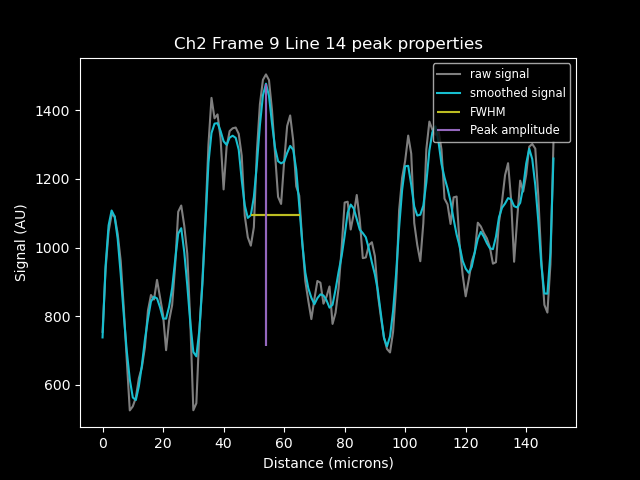 Ch2 Frame 9 Line 14 peak properties
raw signal
smoothed signal
FWHM
Peak amplitude
Signal (AU)
1400
1200
1000
800
600
0 20 40 60 80 100 120 140
Distance (microns)